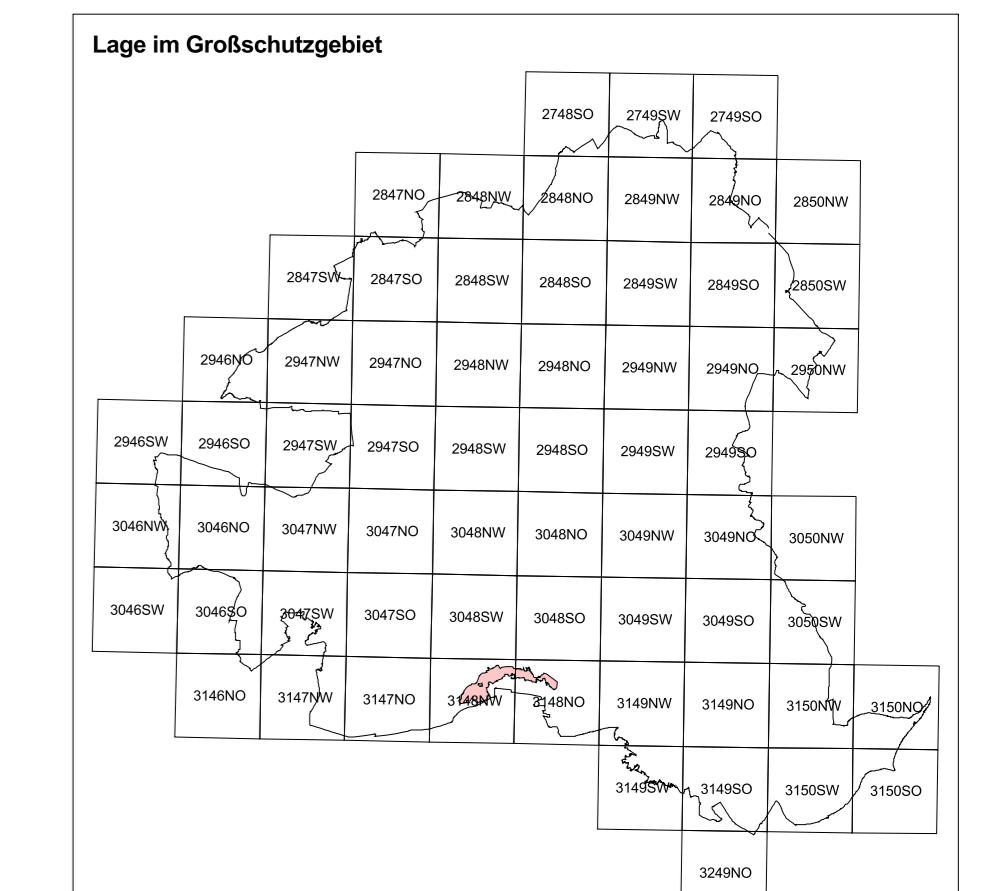 Lage im Großschutzgebiet
2748SO 2749SW 2749SO
2847NO 2848NW 2848NO 2849NW 2849NO 2850NW
2847SW 2847SO 2848SW 2848SO 2849SW 2849SO 2850SW
2946NO 2947NW 2947NO 2948NW 2948NO 2949NW 2949NO 2950NW
2946SW 2946SO 2947SW 2947SO 2948SW 2948SO 2949SW 2949SO
3046NW 3046NO 3047NW 3047NO 3048NW 3048NO 3049NW 3049NO 3050NW
3046SW 3046SO 3047SW 3047SO 3048SW 3048SO 3049SW 3049SO 3050SW
3146NO 3147NW 3147NO 3148NW 3148NO 3149NW 3149NO 3150NW 3150NO
3149SW 3149SO 3150SW 3150SO
3249NO